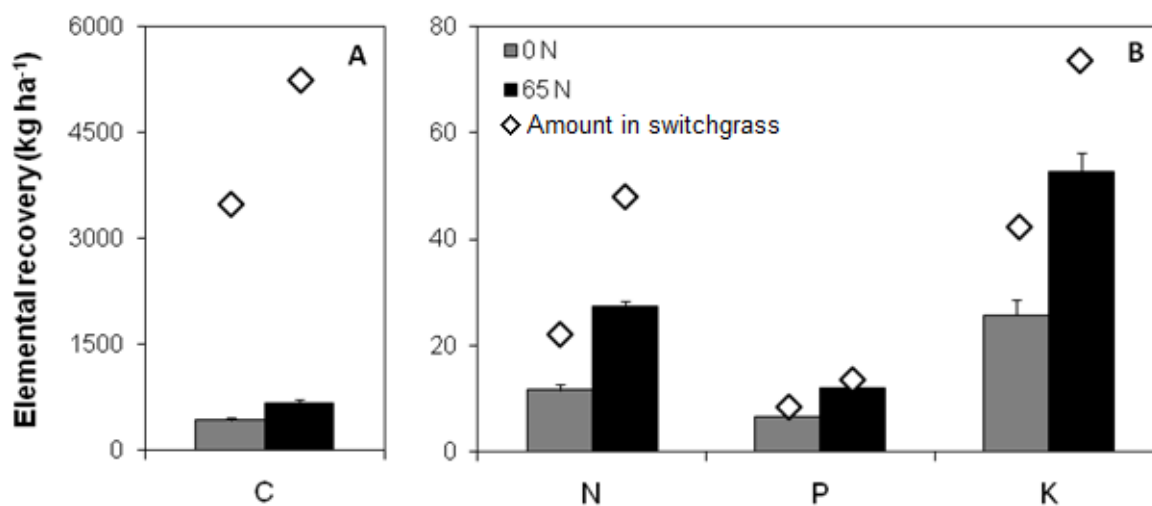 Elemental recovery (kg ha-1)
6000
4500
3000
1500
0
A
C
80
60
40
20
0
B
0 N
65 N
Amount in switchgrass
N P K